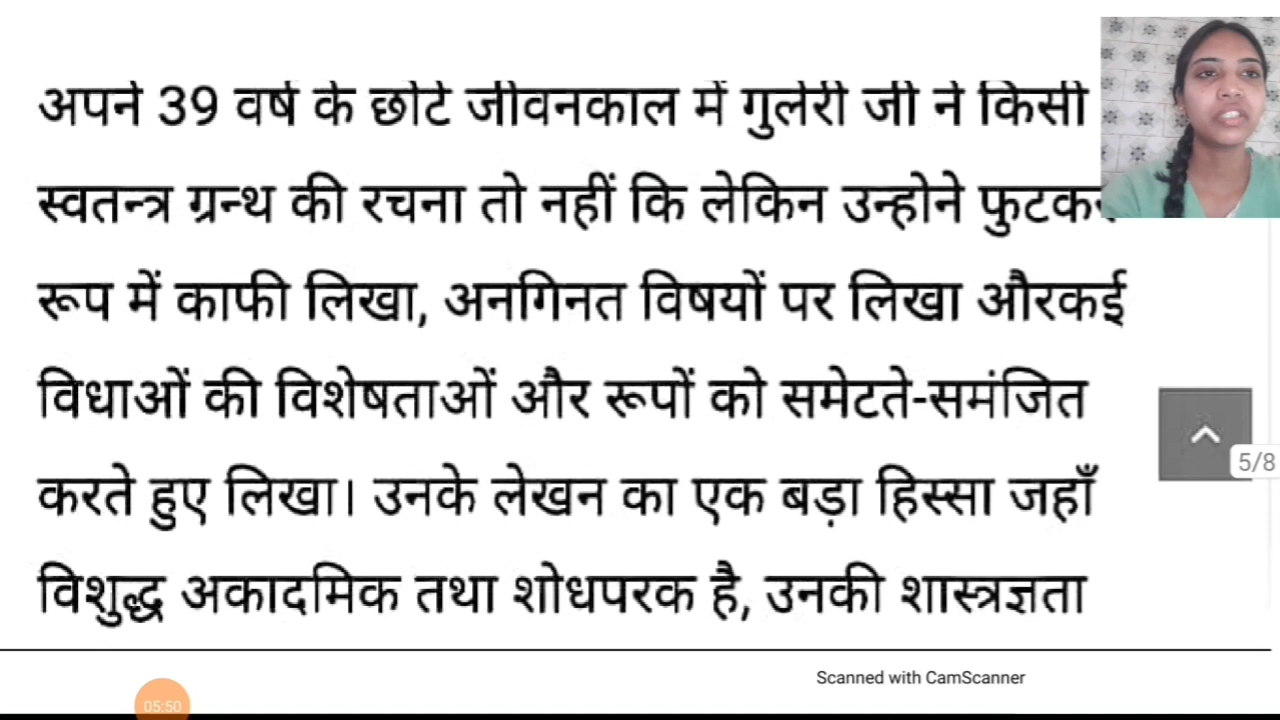 अपने 39 वर्ष के छोटे जीवनकाल में गुलेरी जी ने किसी
स्वतन्त्र ग्रन्थ की रचना तो नहीं कि लेकिन उन्होने
रूप में काफी लिखा, अनगिनत विषयों पर लिखा औरकई
विधाओं की विशेषताओं और रूपों को समेटते-समंजित
करते हुए लिखा। उनके लेखन का एक बड़ा हिस्सा जहाँ
विशुद्ध अकादमिक तथा शोधपरक है, उनकी शास्त्रज्ञता
5/8
Scanned with CamScanner
05:50